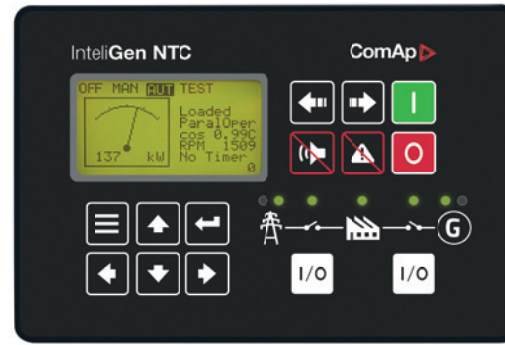 InteliGen NTC
ComAp
OFF MAN AUT TEST
Loaded
ParalOper
cos 0.99C
RPM 1509
No Timer
0
137 kW
I
O
G
I/O
I/O